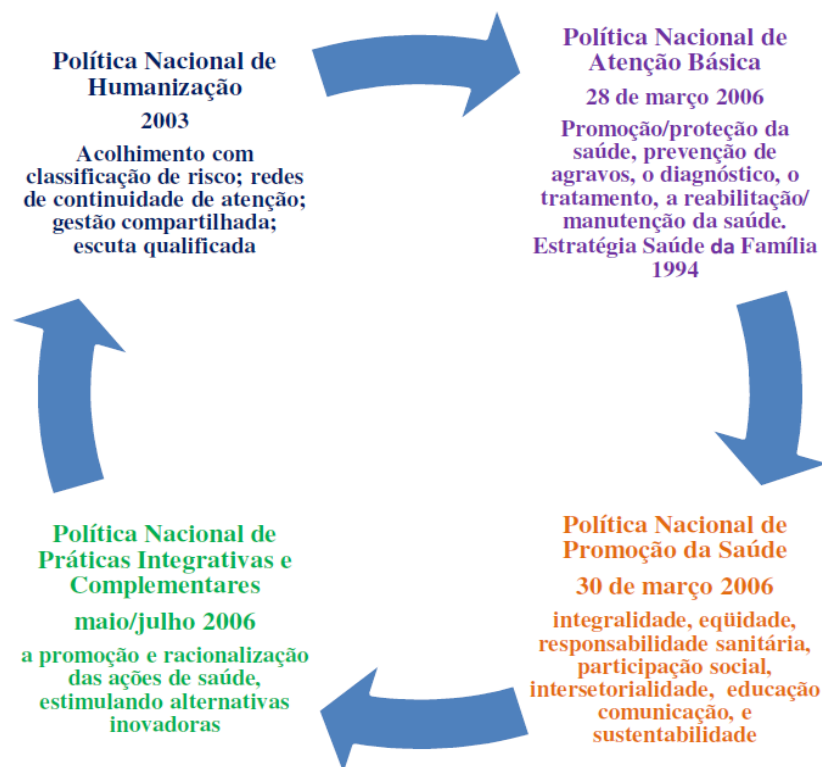 Política Nacional de
Humanização
2003
Acolhimento com
classificação de risco; redes
de continuidade de atenção;
gestão compartilhada;
escuta qualificada
Política Nacional de
Atenção Básica
28 de março 2006
Promoção/proteção da
saúde, prevenção de
agravos, o diagnóstico, o
tratamento, a reabilitação/
manutenção da saúde.
Estratégia Saúde da Família
1994
Política Nacional de
Promoção da Saúde
30 de março 2006
integralidade, eqüidade,
responsabilidade sanitária,
participação social,
intersetorialidade, educação
comunicação, e
sustentabilidade
Política Nacional de
Práticas Integrativas e
Complementares
maio/julho 2006
a promoção e racionalização
das ações de saúde,
estimulando alternativas
inovadoras